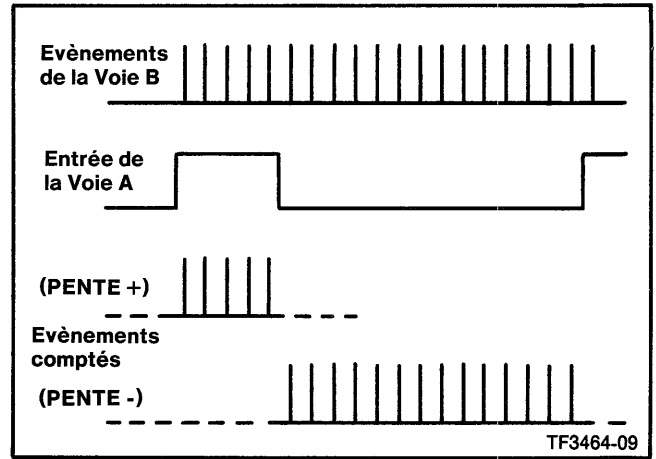 Evènements
de la Voie B
Entrée de
la Voie A
(PENTE +)
Evènements
comptés
(PENTE -)
TF3464-09